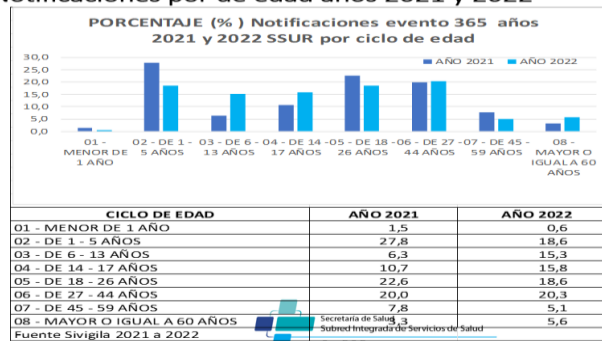 Notificaciones por de edad años 2021 y 2022
PORCENTAJE (% ) Notificaciones evento 365 años
2021 y 2022 SSUR por ciclo de edad
30,0
25,0
20,0
15,0
10,0
5,0
0,0
AÑO 2021 AÑO 2022
01 - MENOR DE 1 AÑO
02 - DE 1 - 5 AÑOS
03 - DE 6 - 13 AÑOS
04 - DE 14 - 17 AÑOS
05 - DE 18 - 26 AÑOS
06 - DE 27 - 44 AÑOS
07 - DE 45 - 59 AÑOS
08 - MAYOR O IGUAL A 60 AÑOS
CICLO DE EDAD AÑO 2021 AÑO 2022
01 - MENOR DE 1 AÑO 1,5 0,6
02 - DE 1 - 5 AÑOS 27,8 18,6
03 - DE 6 - 13 AÑOS 6,3 15,3
04 - DE 14 - 17 AÑOS 10,7 15,8
05 - DE 18 - 26 AÑOS 22,6 18,6
06 - DE 27 - 44 AÑOS 20,0 20,3
07 - DE 45 - 59 AÑOS 7,8 5,1
08 - MAYOR O IGUAL A 60 AÑOS 3,3 5,6
Secretaría de Salud
Subred Integrada de Servicios de Salud
Fuente Sivigila 2021 a 2022